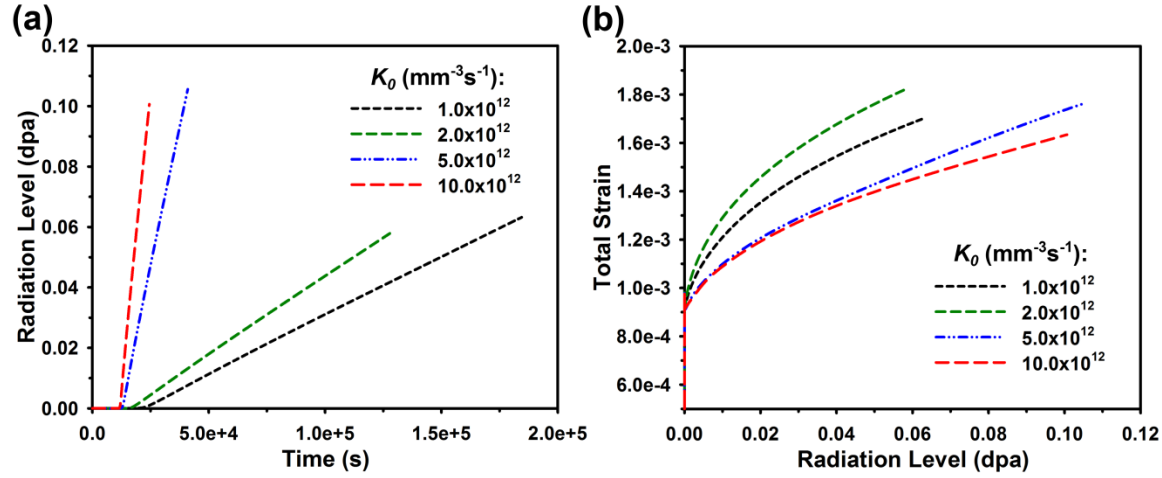 (a)
Radiation Level (dpa)
0.12
0.10
0.08
0.06
0.04
0.02
0.00
K₀ (mm⁻³s⁻¹):
1.0x10¹²
2.0x10¹²
5.0x10¹²
10.0x10¹²
0.0
5.0e+4
1.0e+5
1.5e+5
2.0e+5
Time (s)
(b)
Total Strain
2.0e-3
1.8e-3
1.6e-3
1.4e-3
1.2e-3
1.0e-3
8.0e-4
6.0e-4
K₀ (mm⁻³s⁻¹):
1.0x10¹²
2.0x10¹²
5.0x10¹²
10.0x10¹²
0.00
0.02
0.04
0.06
0.08
0.10
0.12
Radiation Level (dpa)